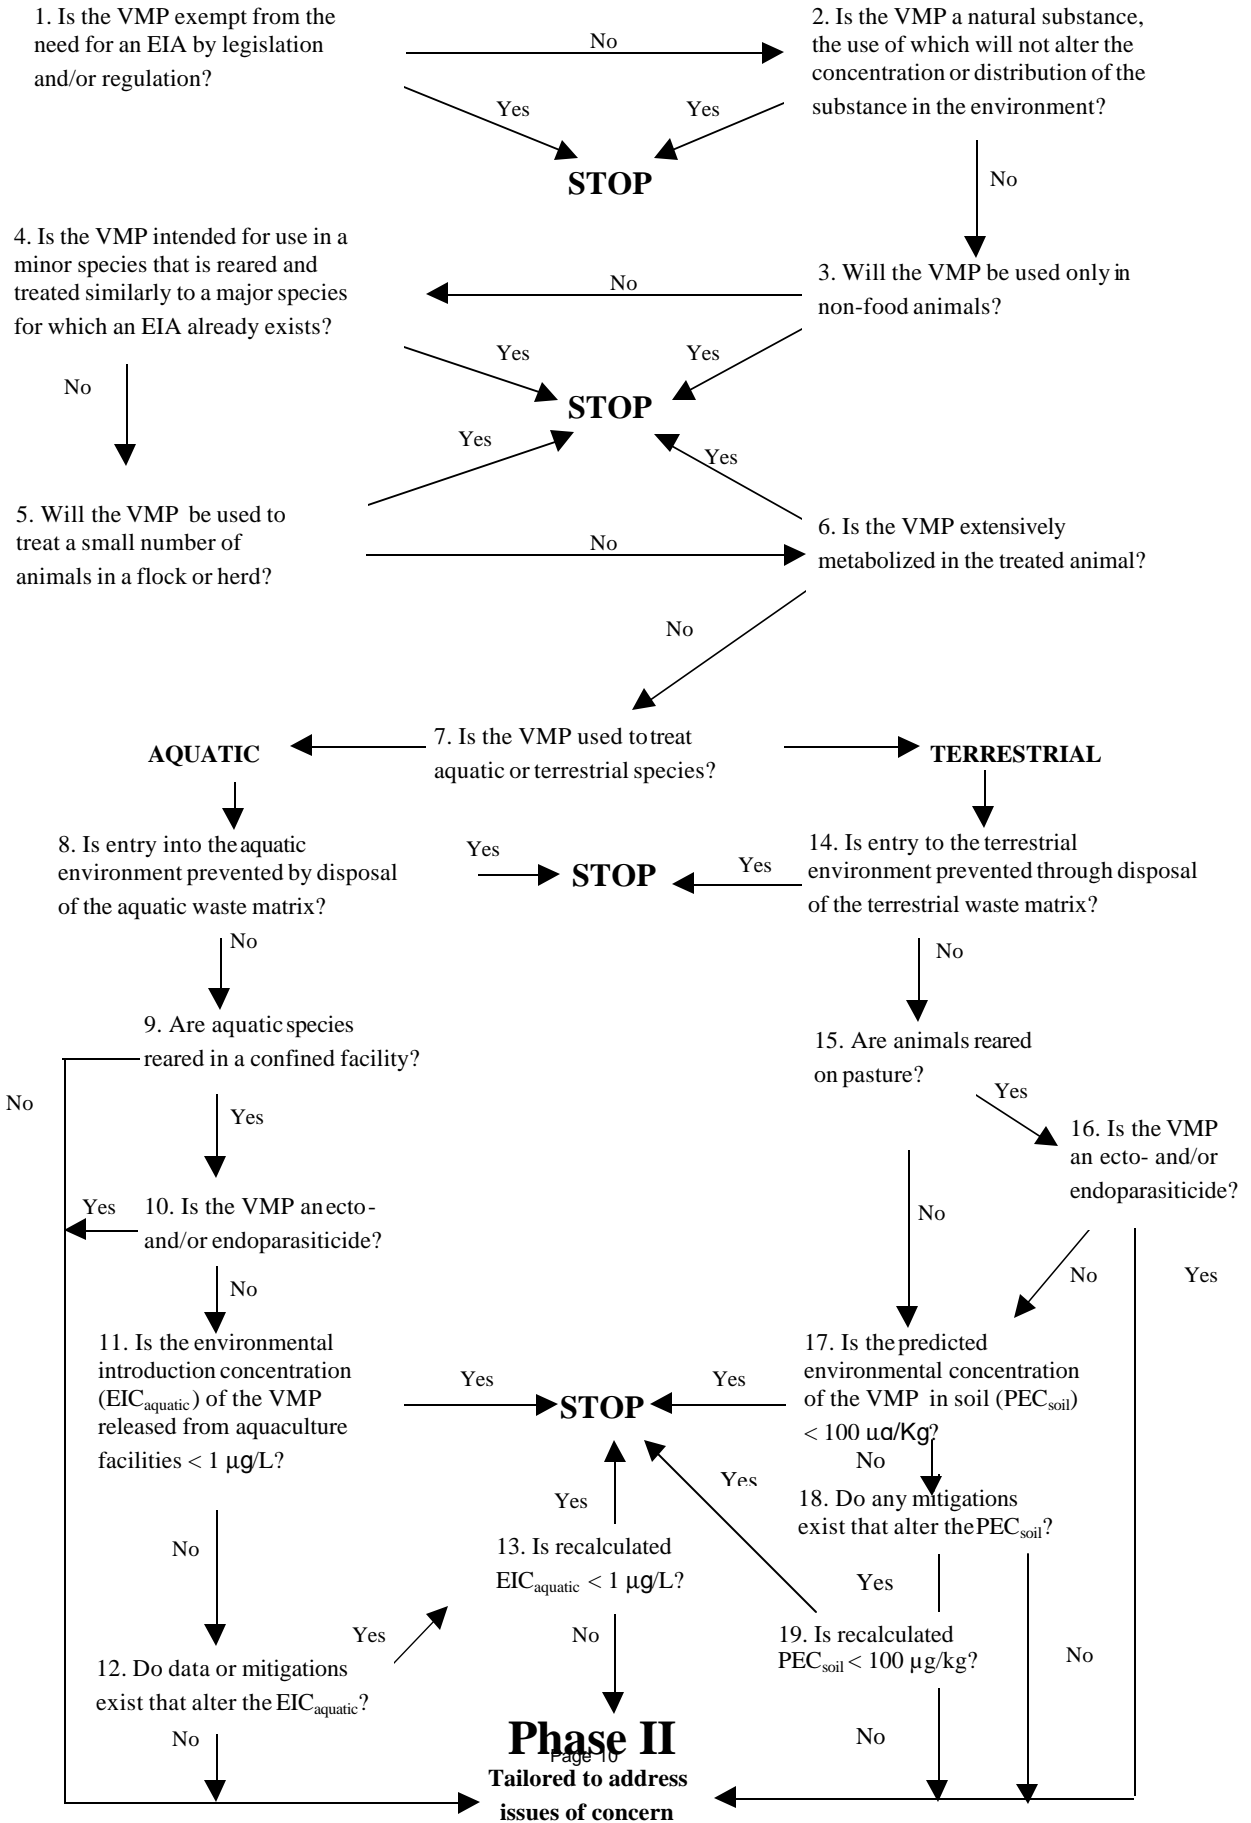 1. Is the VMP exempt from the
need for an EIA by legislation
and/or regulation?
No
2. Is the VMP a natural substance,
the use of which will not alter the
concentration or distribution of the
substance in the environment?
Yes
Yes
STOP
No
4. Is the VMP intended for use in a
minor species that is reared and
treated similarly to a major species
for which an EIA already exists?
No
3. Will the VMP be used only in
non-food animals?
Yes
Yes
No
STOP
Yes
Yes
5. Will the VMP be used to
treat a small number of
animals in a flock or herd?
No
6. Is the VMP extensively
metabolized in the treated animal?
No
7. Is the VMP used to treat
aquatic or terrestrial species?
AQUATIC
TERRESTRIAL
8. Is entry into the aquatic
environment prevented by disposal
of the aquatic waste matrix?
Yes
STOP
Yes
14. Is entry to the terrestrial
environment prevented through disposal
of the terrestrial waste matrix?
No
No
9. Are aquatic species
reared in a confined facility?
15. Are animals reared
on pasture?
No
Yes
Yes
16. Is the VMP
an ecto- and/or
endoparasiticide?
Yes
10. Is the VMP an ecto-
and/or endoparasiticide?
No
No
No
Yes
11. Is the environmental
introduction concentration
(EICaquatic) of the VMP
released from aquaculture
facilities < 1 µg/L?
Yes
STOP
Yes
17. Is the predicted
environmental concentration
of the VMP in soil (PECsoil)
< 100 µg/Kg?
No
Yes
18. Do any mitigations
exist that alter the PECsoil?
Yes
13. Is recalculated
EICaquatic < 1 µg/L?
No
Yes
Yes
No
19. Is recalculated
PECsoil < 100 µg/kg?
No
12. Do data or mitigations
exist that alter the EICaquatic?
No
No
Phase II
Page 10
Tailored to address
issues of concern